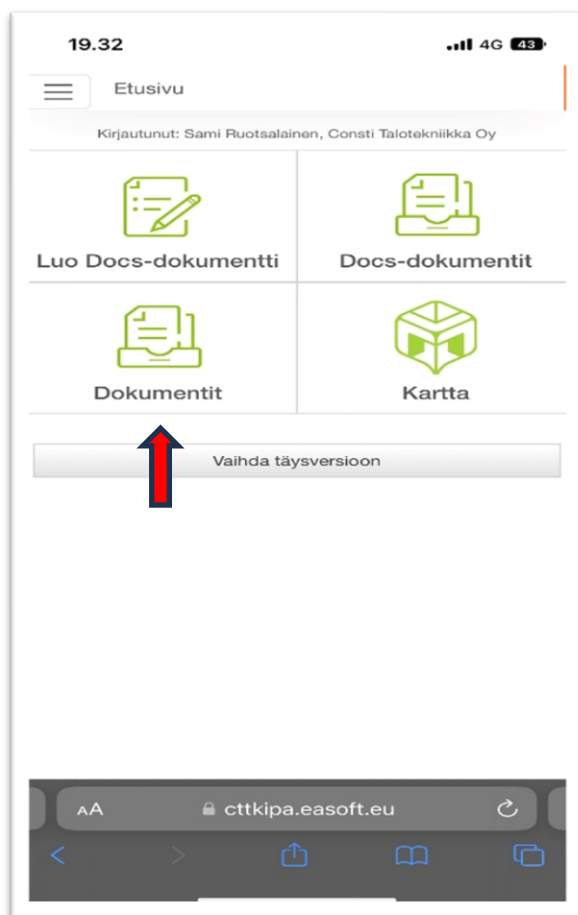 19.32
4G 43
Etusivu
Kirjautunut: Sami Ruotsalainen, Consti Talotekniikka Oy
Luo Docs-dokumentti
Docs-dokumentit
Dokumentit
Kartta
Vaihda täysversioon
AA
cttkipa.easoft.eu